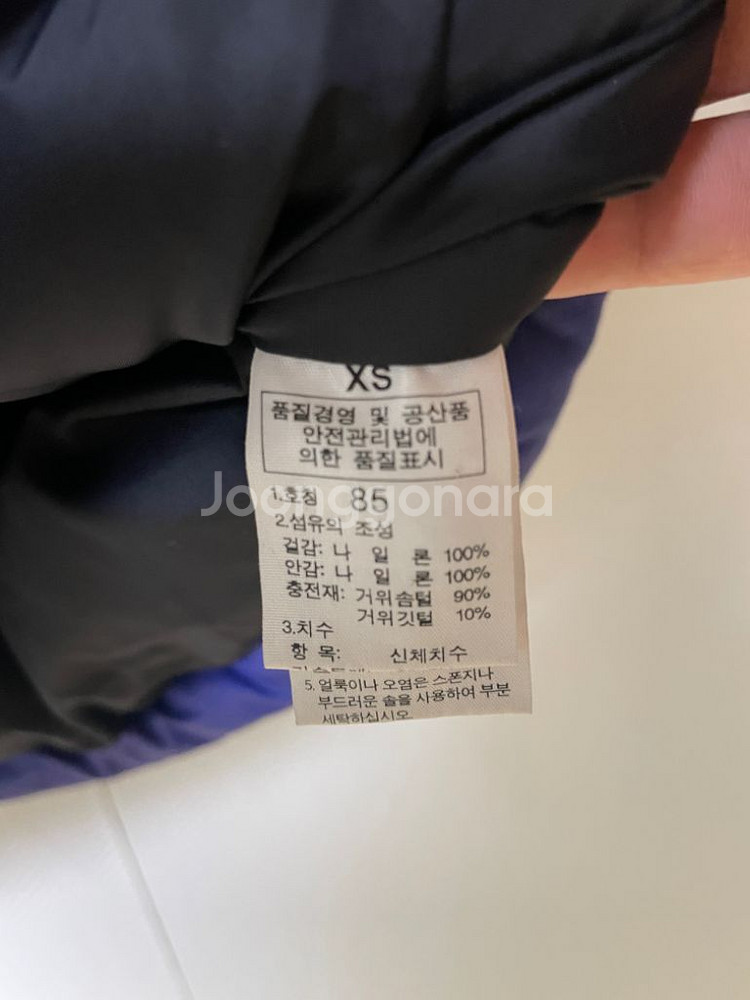 XS
품질경영 및 공산품
안전관리법에
의한 품질표시
1.호칭 85
2.섬유의 조성
겉감: 나 일 론 100%
안감: 나 일 론 100%
충전재: 거위솜털 90%
거위깃털 10%
3.치수
항 목: 신체치수
5. 얼룩이나 오염은 스폰지나
부드러운 솔을 사용하여 부분
세탁하십시오.
Joonggonara